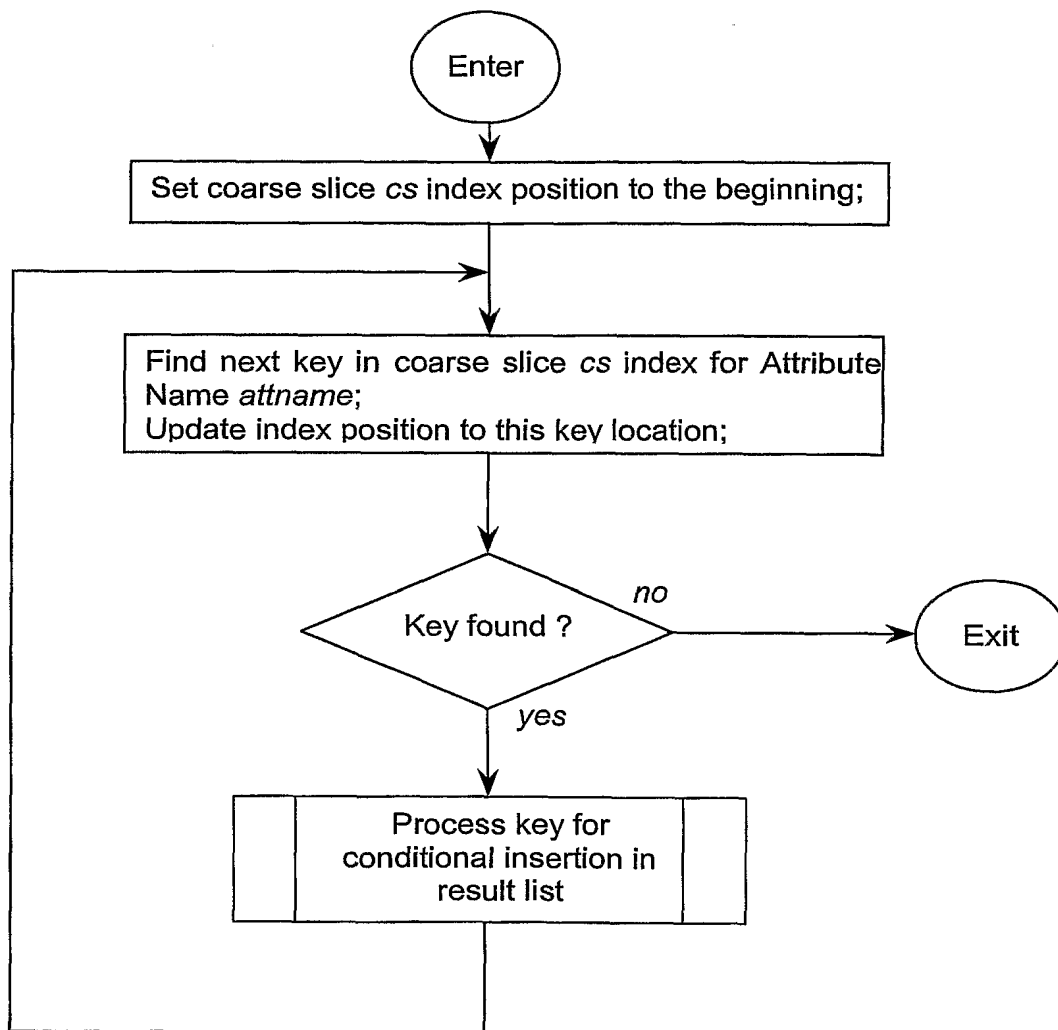 Enter
Set coarse slice cs index position to the beginning;
Find next key in coarse slice cs index for Attribute
Name attname;
Update index position to this key location;
Key found ?
no
Exit
yes
Process key for
conditional insertion in
result list